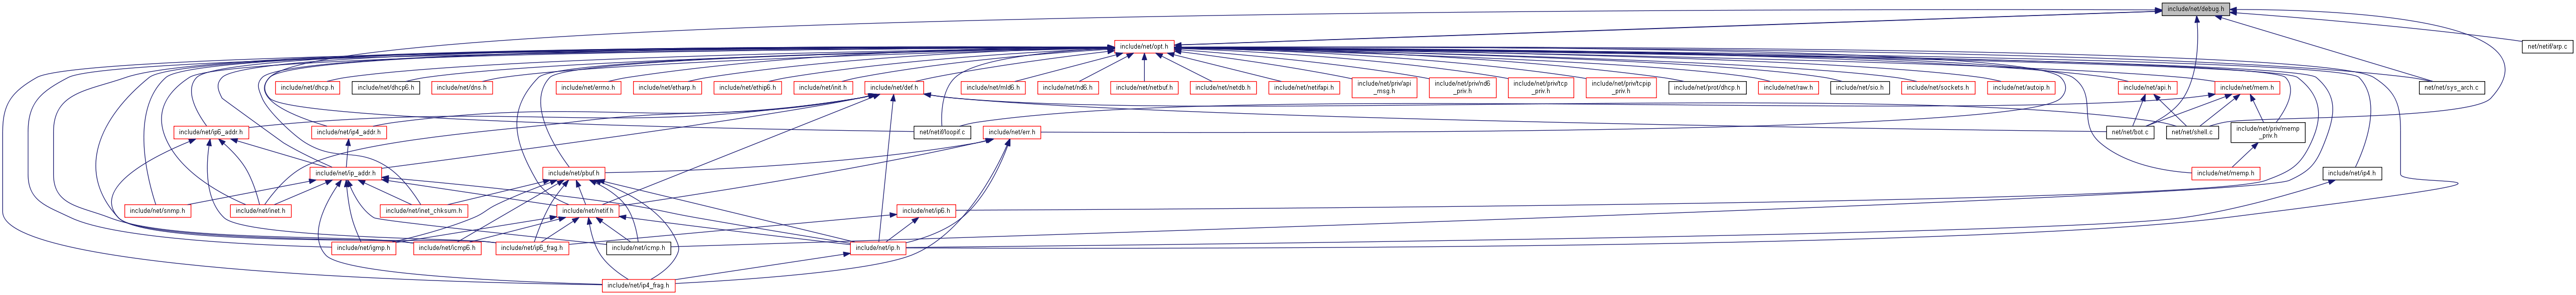 include/net/debug.h
include/net/opt.h
net/netif/arp.c
include/net/dhcp.h
include/net/dhcp6.h
include/net/dns.h
include/net/errno.h
include/net/etharp.h
include/net/ethip6.h
include/net/init.h
include/net/def.h
include/net/mld6.h
include/net/nd6.h
include/net/netbuf.h
include/net/netdb.h
include/net/netifapi.h
include/net/priv/api
_msg.h
include/net/priv/nd6
_priv.h
include/net/priv/tcp
_priv.h
include/net/priv/tcpip
_priv.h
include/net/prot/dhcp.h
include/net/raw.h
include/net/sio.h
include/net/sockets.h
include/net/autoip.h
include/net/api.h
include/net/mem.h
net/net/sys_arch.c
include/net/ip6_addr.h
include/net/ip4_addr.h
net/netif/loopif.c
include/net/err.h
net/net/bot.c
net/net/shell.c
include/net/priv/memp
_priv.h
include/net/ip_addr.h
include/net/pbuf.h
include/net/memp.h
include/net/ip4.h
include/net/snmp.h
include/net/inet.h
include/net/inet_chksum.h
include/net/netif.h
include/net/ip6.h
include/net/igmp.h
include/net/icmp6.h
include/net/ip6_frag.h
include/net/icmp.h
include/net/ip.h
include/net/ip4_frag.h